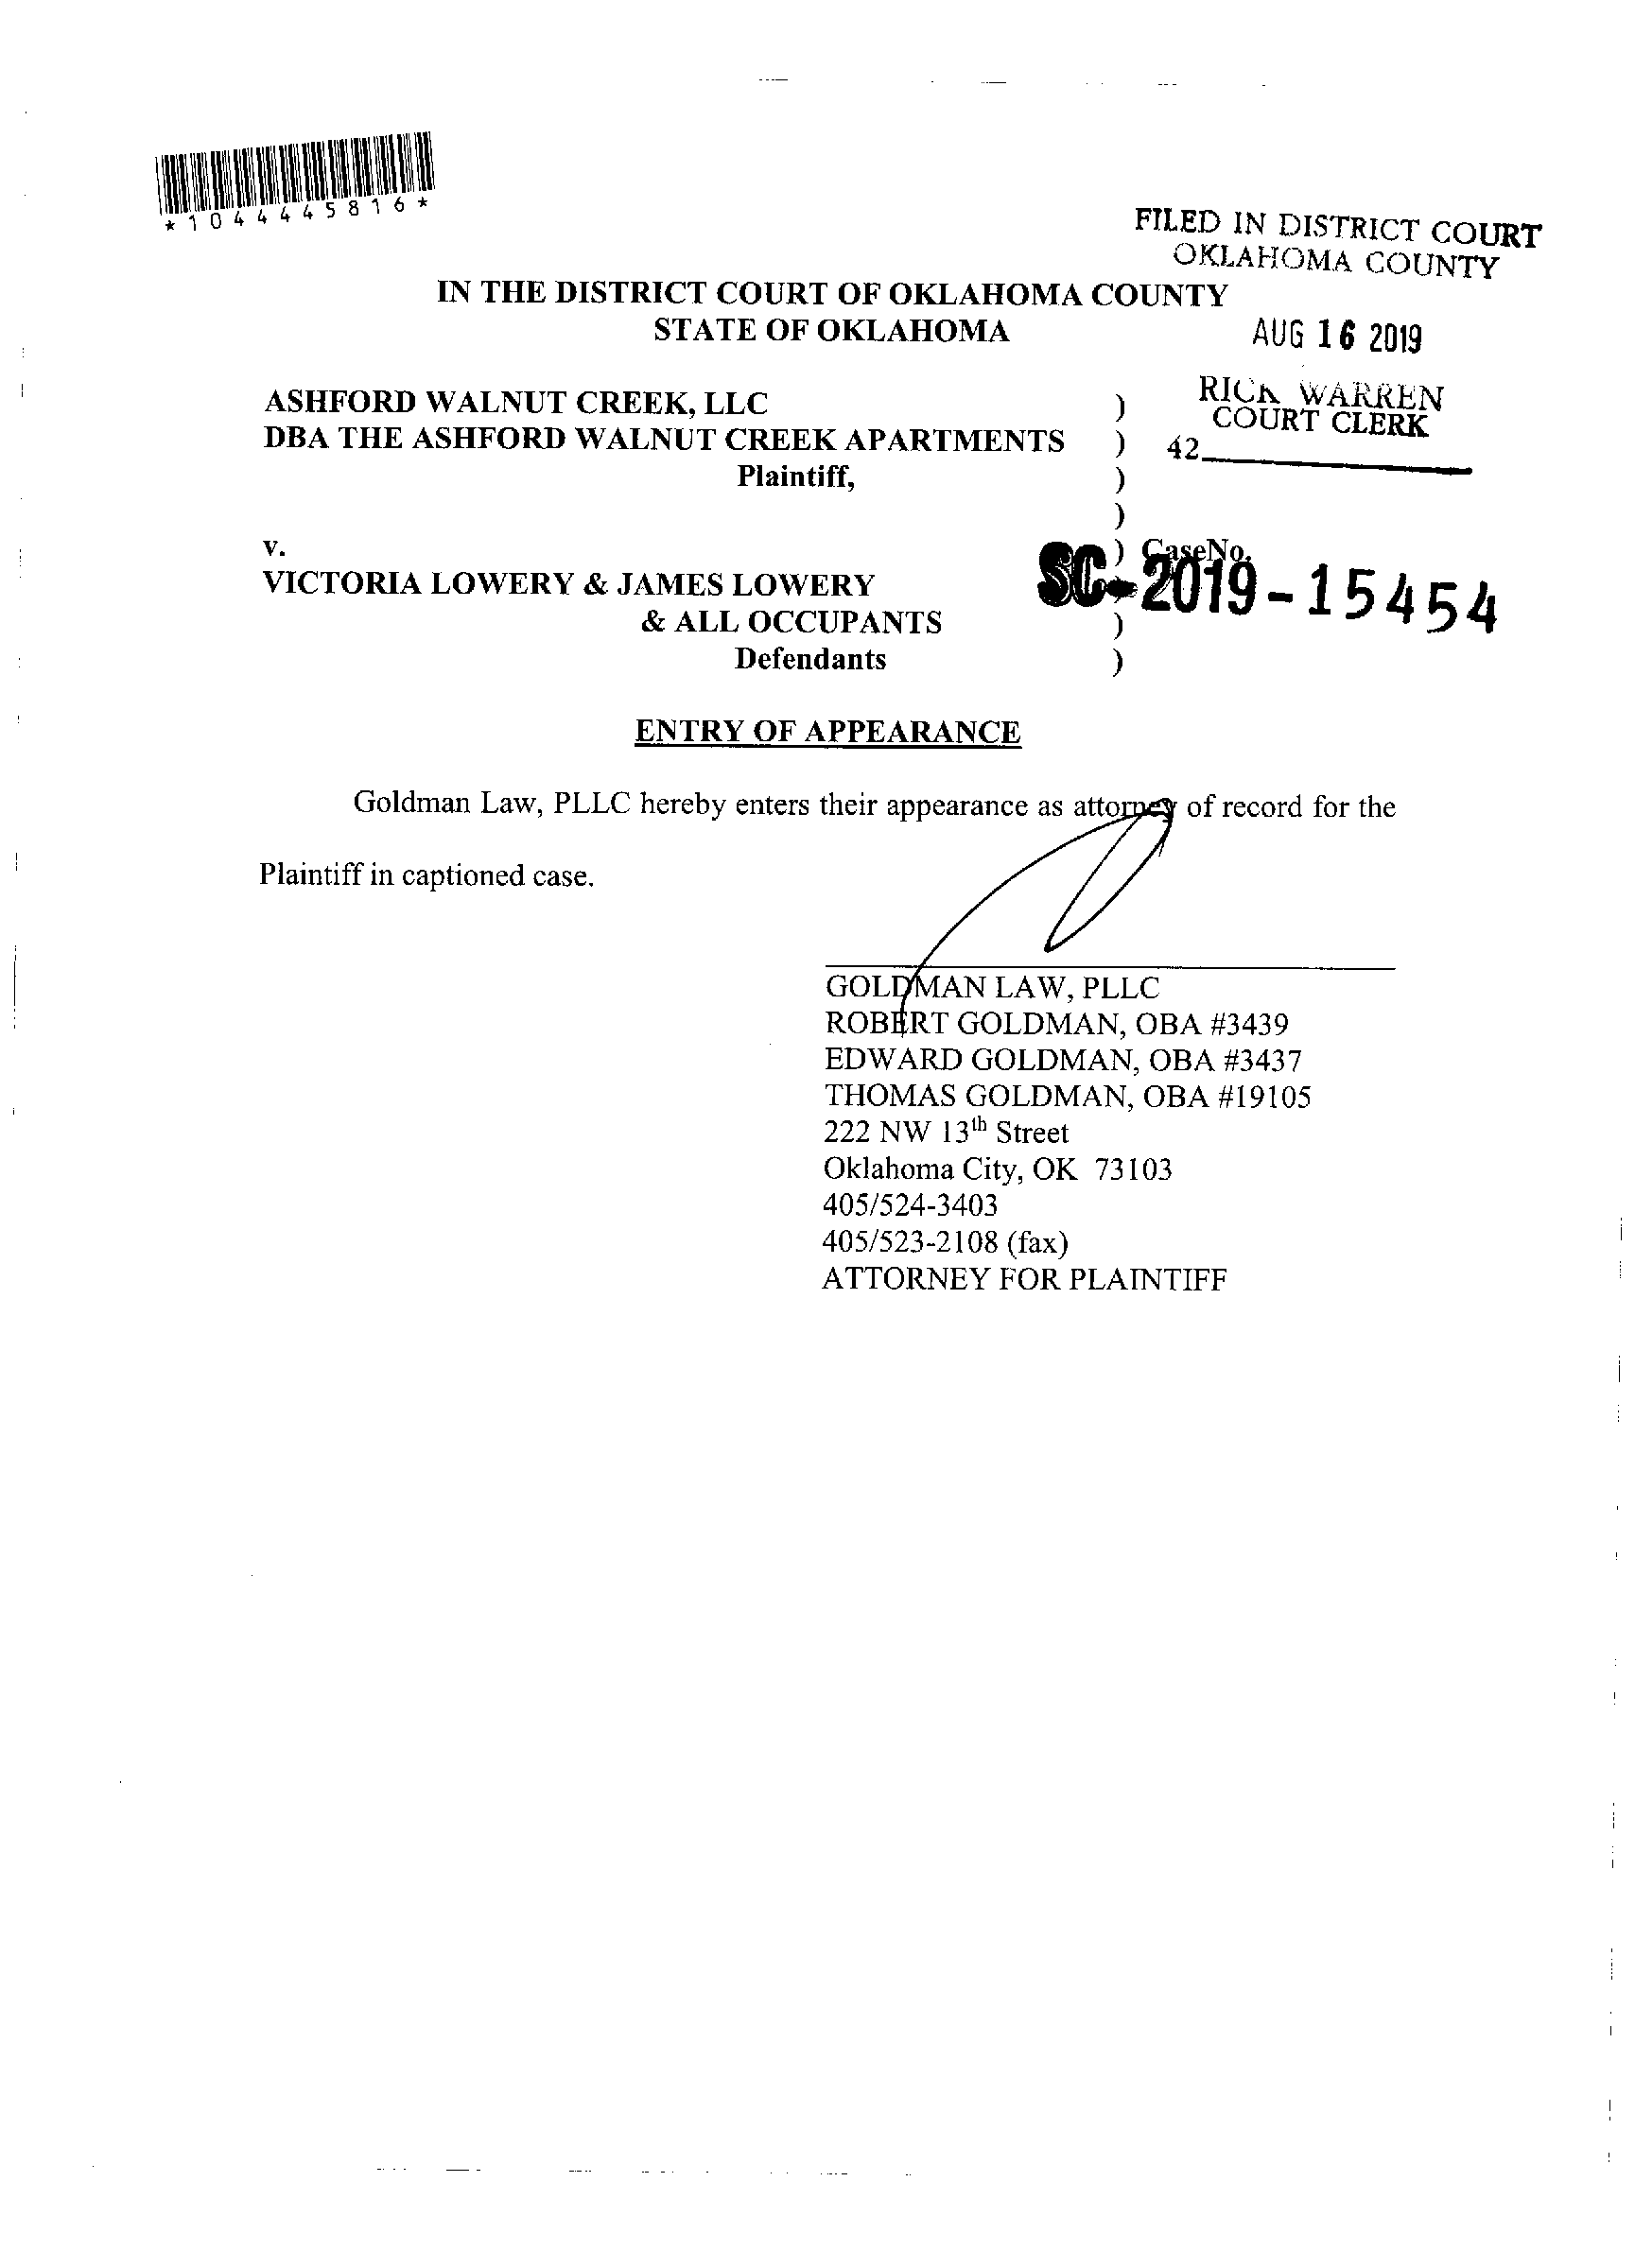 *1044445816*
FILED IN DISTRICT COURT
OKLAHOMA COUNTY
IN THE DISTRICT COURT OF OKLAHOMA COUNTY
STATE OF OKLAHOMA
AUG 16 2019
RICK WARREN
COURT CLERK
42
ASHFORD WALNUT CREEK, LLC )
DBA THE ASHFORD WALNUT CREEK APARTMENTS )
Plaintiff, )
)
v. ) CaseNo.
SC-2019-15454
VICTORIA LOWERY & JAMES LOWERY
& ALL OCCUPANTS )
Defendants )
ENTRY OF APPEARANCE
Goldman Law, PLLC hereby enters their appearance as attorney of record for the
Plaintiff in captioned case.
GOLDMAN LAW, PLLC
ROBERT GOLDMAN, OBA #3439
EDWARD GOLDMAN, OBA #3437
THOMAS GOLDMAN, OBA #19105
222 NW 13th Street
Oklahoma City, OK 73103
405/524-3403
405/523-2108 (fax)
ATTORNEY FOR PLAINTIFF